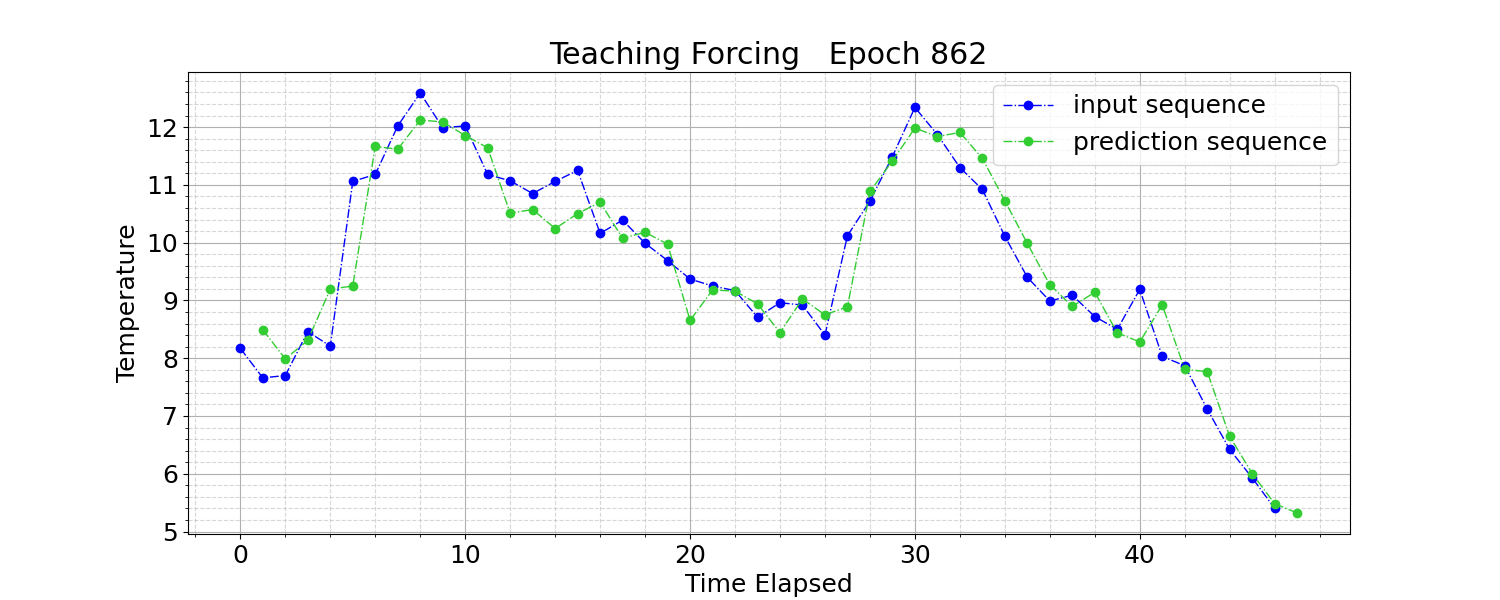 Teaching Forcing   Epoch 862
input sequence
prediction sequence
Temperature
12
11
10
9
8
7
6
5
0 10 20 30 40
Time Elapsed